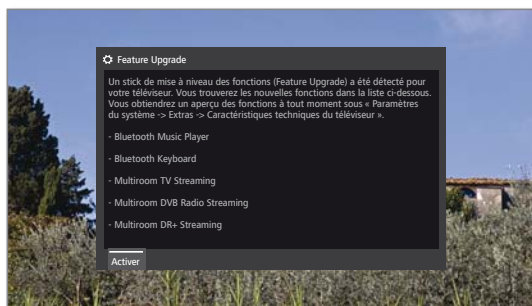 Feature Upgrade
Un stick de mise à niveau des fonctions (Feature Upgrade) a été détecté pour
votre téléviseur. Vous trouverez les nouvelles fonctions dans la liste ci-dessous.
Vous obtiendrez un aperçu des fonctions à tout moment sous « Paramètres
du système -> Extras -> Caractéristiques techniques du téléviseur ».
- Bluetooth Music Player
- Bluetooth Keyboard
- Multiroom TV Streaming
- Multiroom DVB Radio Streaming
- Multiroom DR+ Streaming
Activer